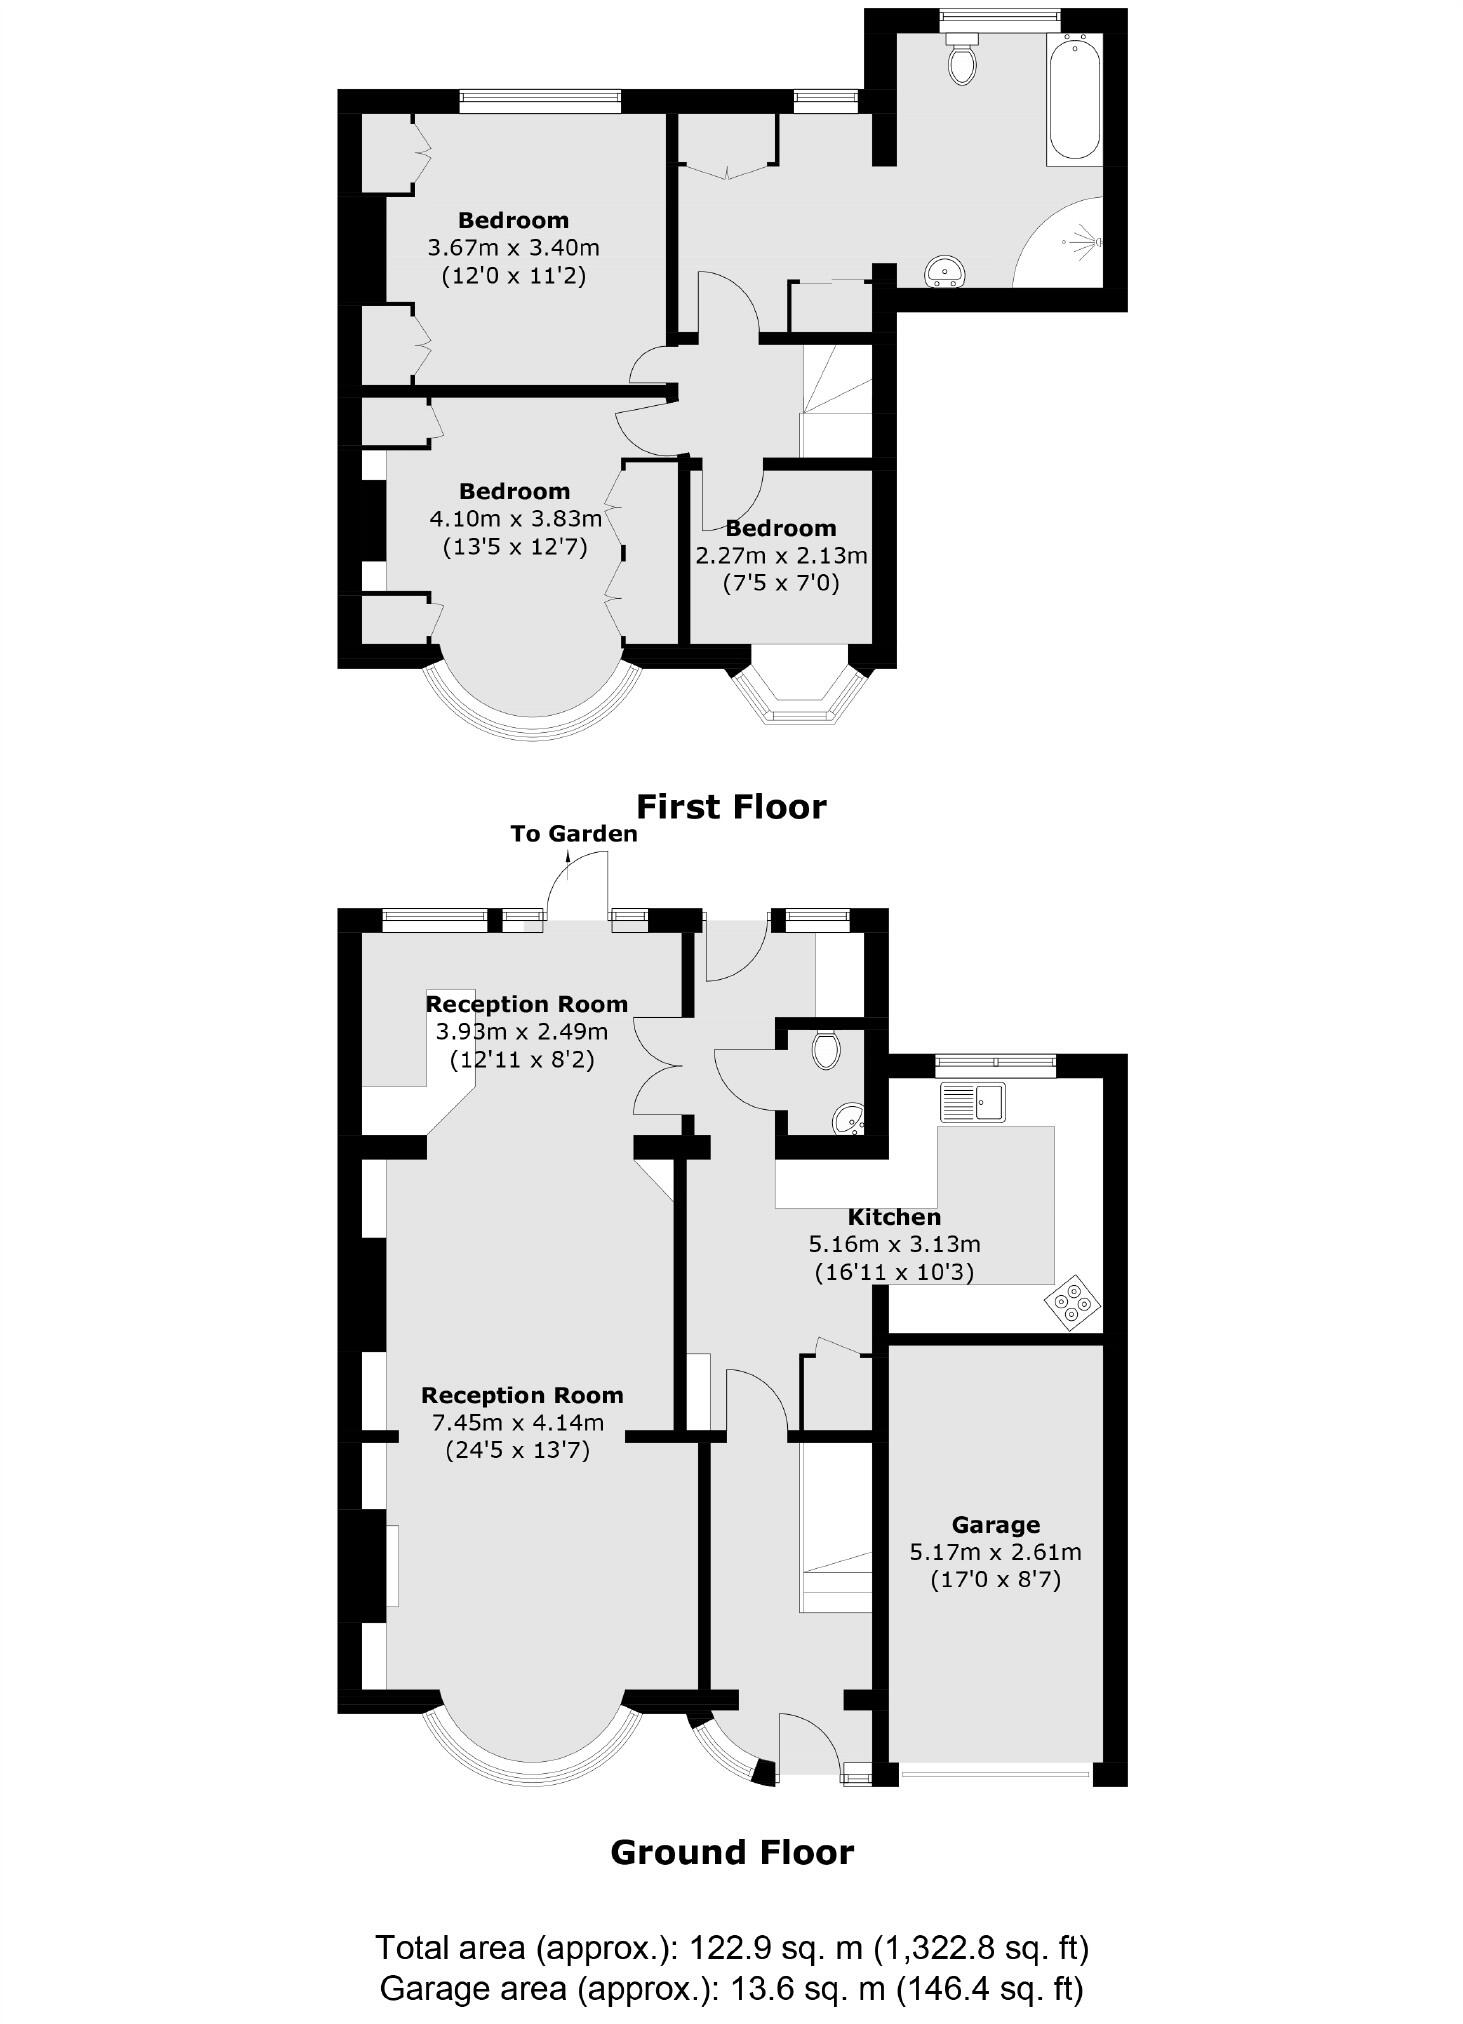 Bedroom
3.67m x 3.40m
(12'0 x 11'2)
Bedroom
4.10m x 3.83m
(13'5 x 12'7)
Bedroom
2.27m x 2.13m
(7'5 x 7'0)
First Floor
To Garden
Reception Room
3.93m x 2.49m
(12'11 x 8'2)
Kitchen
5.16m x 3.13m
(16'11 x 10'3)
Reception Room
7.45m x 4.14m
(24'5 x 13'7)
Garage
5.17m x 2.61m
(17'0 x 8'7)
Ground Floor
Total area (approx.): 122.9 sq. m (1,322.8 sq. ft)
Garage area (approx.): 13.6 sq. m (146.4 sq. ft)